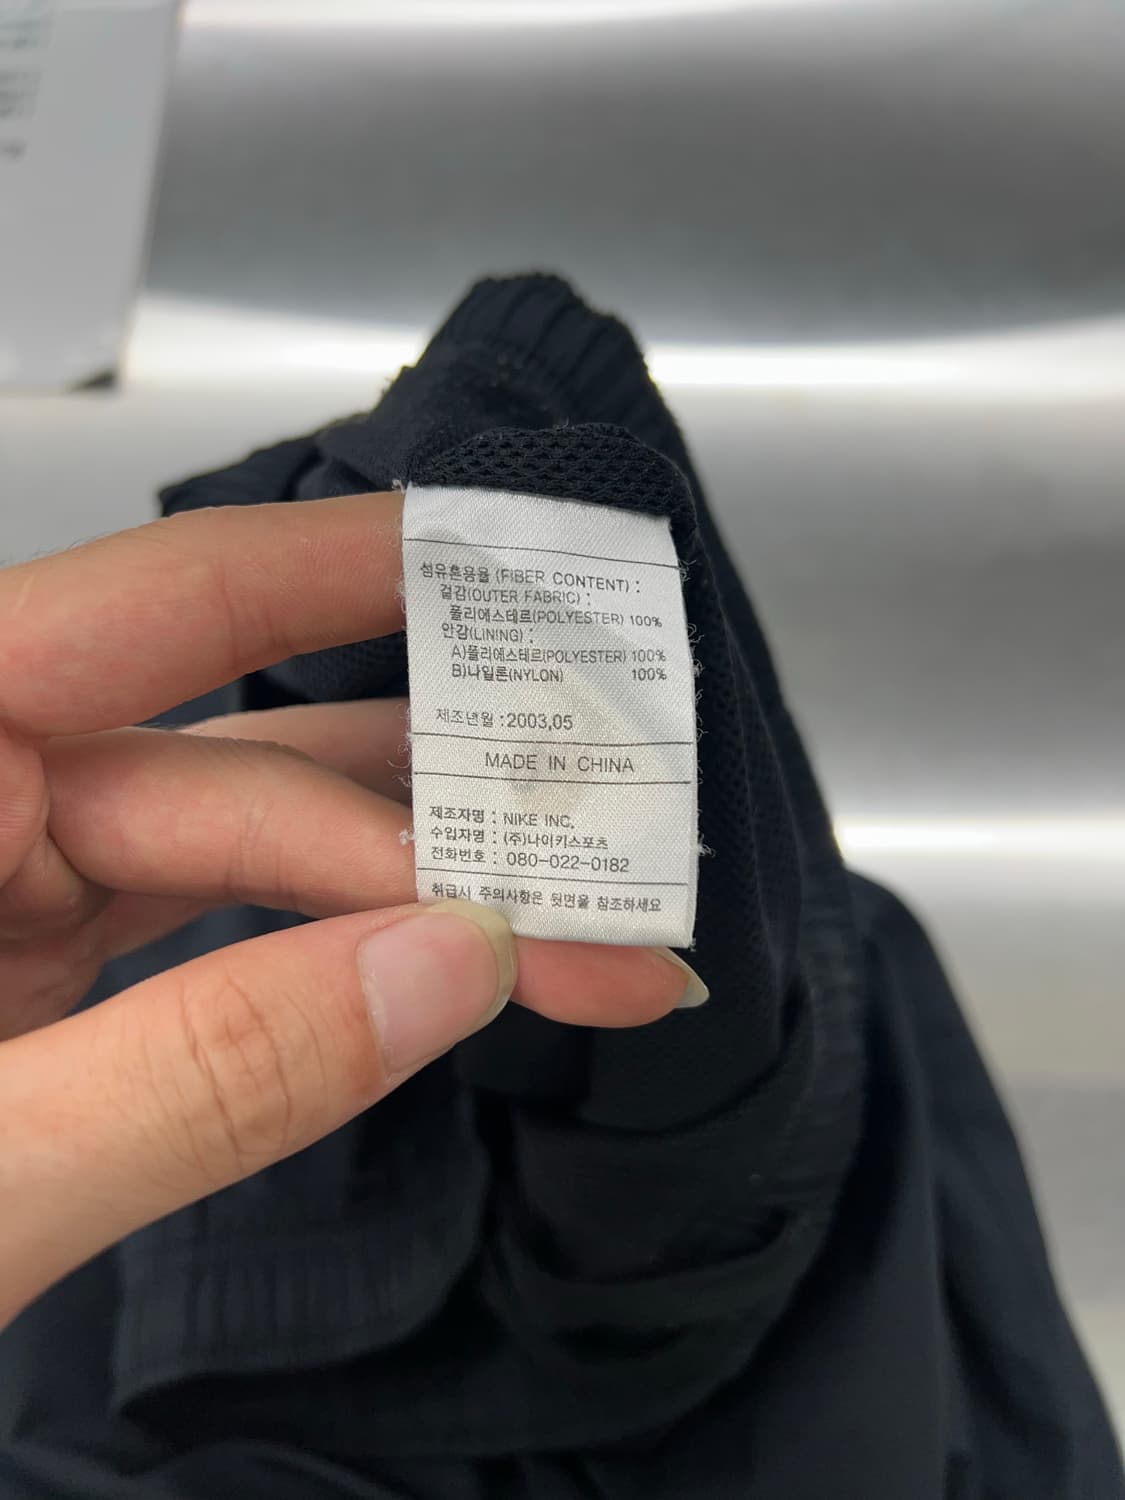 섬유혼용율 (FIBER CONTENT) :
겉감(OUTER FABRIC) :
폴리에스테르(POLYESTER) 100%
안감(LINING) :
A)폴리에스테르(POLYESTER) 100%
B)나일론(NYLON) 100%
제조년월 :2003,05
MADE IN CHINA
제조자명 : NIKE INC.
수입자명 : (주)나이키스포츠
전화번호 : 080-022-0182
취급시 주의사항은 뒷면을 참조하세요